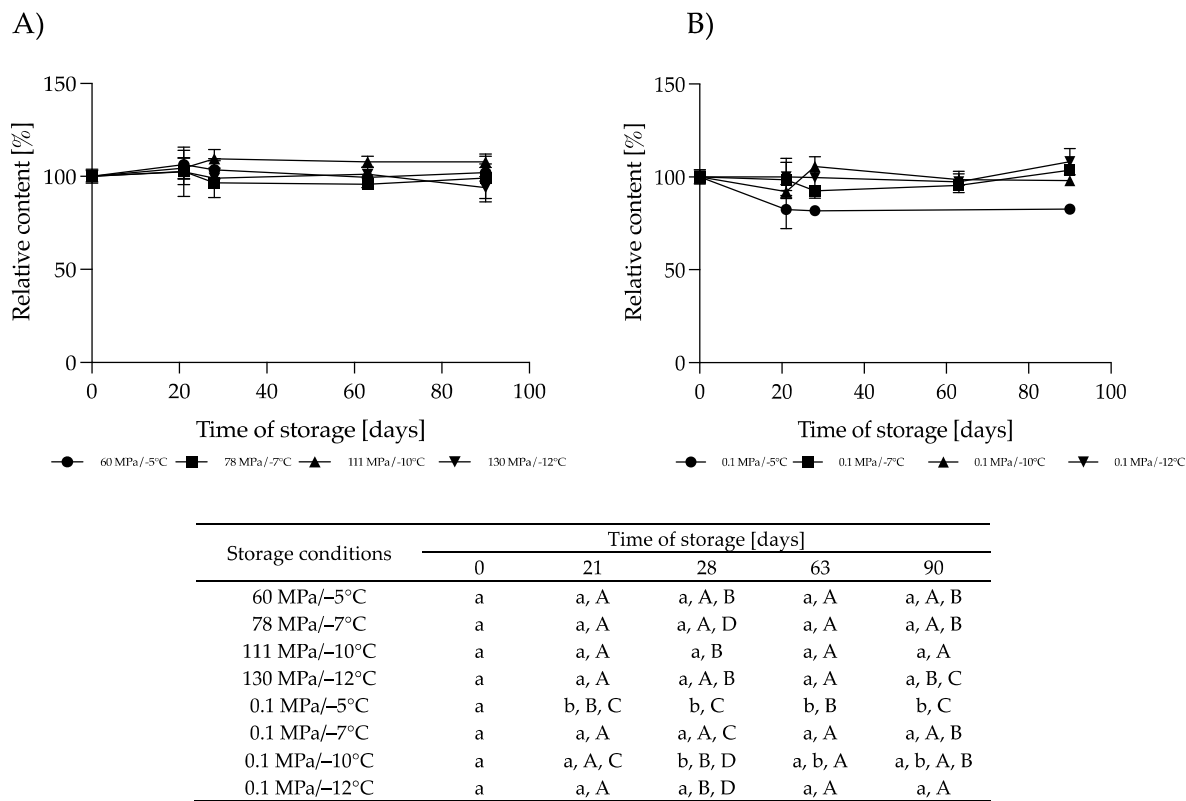 A)
B)
150
100
50
0
Relative content [%]
0 20 40 60 80 100
Time of storage [days]
60 MPa/-5°C 78 MPa/-7°C 111 MPa/-10°C 130 MPa/-12°C
150
100
50
0
Relative content [%]
0 20 40 60 80 100
Time of storage [days]
0.1 MPa/-5°C 0.1 MPa/-7°C 0.1 MPa/-10°C 0.1 MPa/-12°C
Storage conditions Time of storage [days]
0 21 28 63 90
60 MPa/–5°C a a, A a, A, B a, A a, A, B
78 MPa/–7°C a a, A a, A, D a, A a, A, B
111 MPa/–10°C a a, A a, B a, A a, A
130 MPa/–12°C a a, A a, A, B a, A a, B, C
0.1 MPa/–5°C a b, B, C b, C b, B b, C
0.1 MPa/–7°C a a, A a, A, C a, A a, A, B
0.1 MPa/–10°C a a, A, C b, B, D a, b, A a, b, A, B
0.1 MPa/–12°C a a, A a, B, D a, A a, A